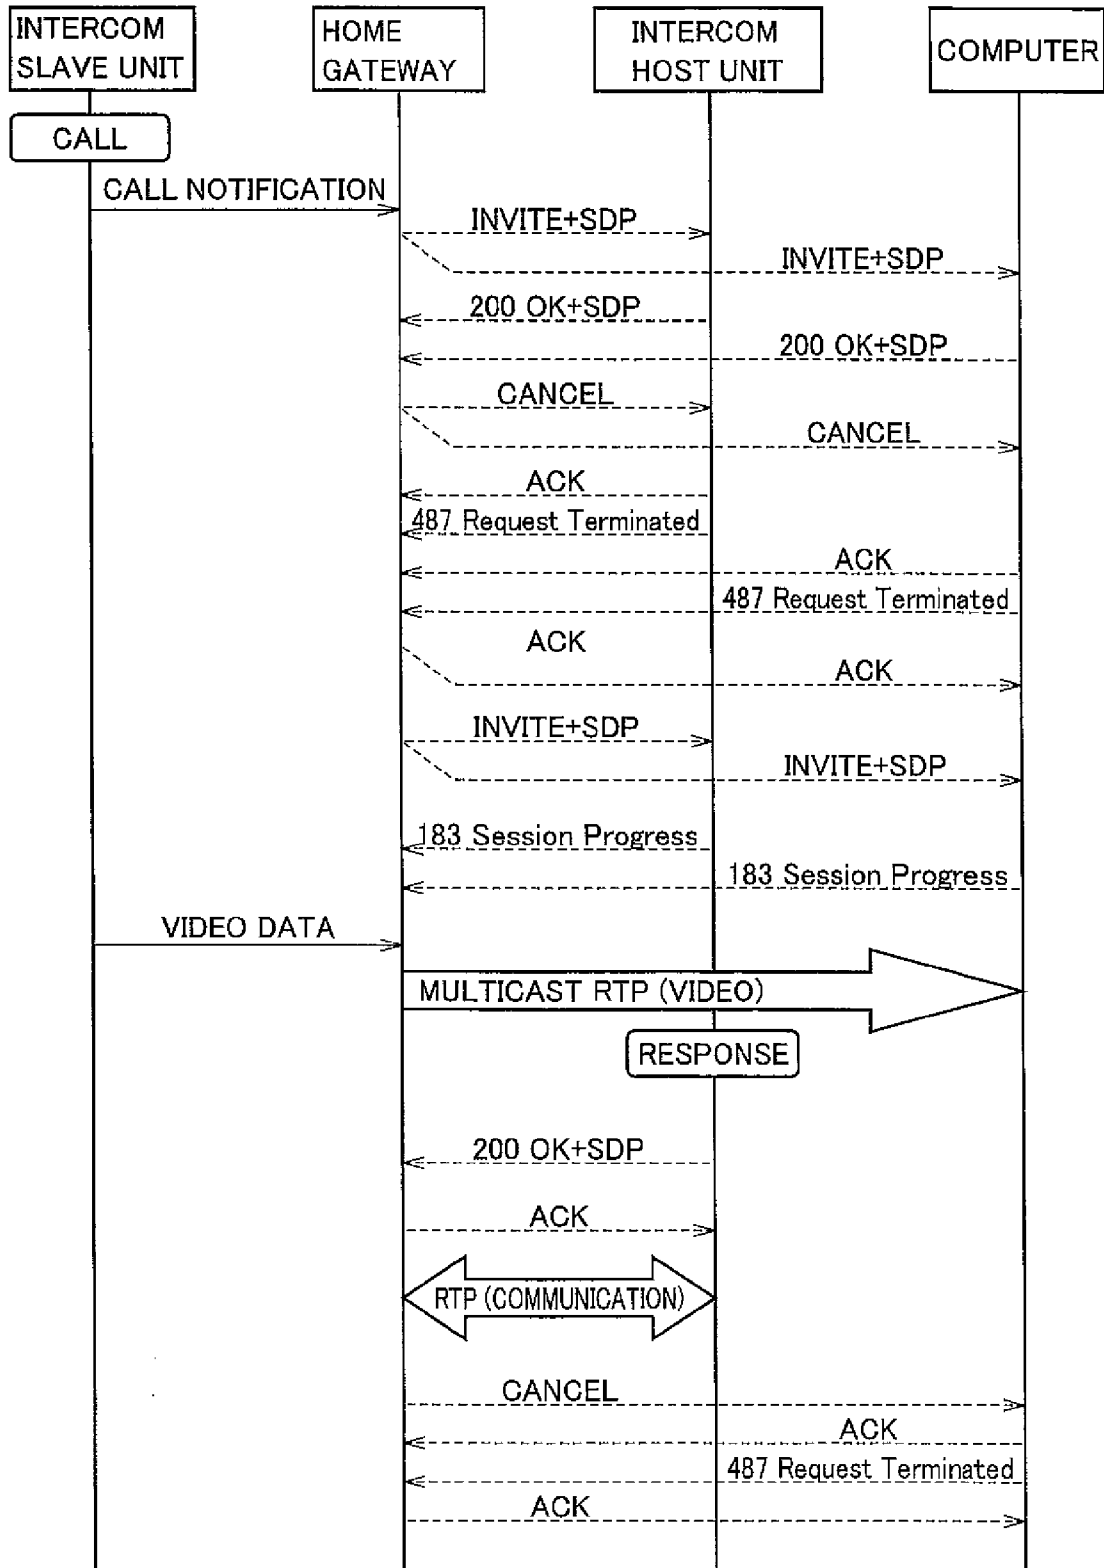 INTERCOM
SLAVE UNIT
HOME
GATEWAY
INTERCOM
HOST UNIT
COMPUTER
CALL
CALL NOTIFICATION
INVITE+SDP
INVITE+SDP
200 OK+SDP
200 OK+SDP
CANCEL
CANCEL
ACK
487 Request Terminated
ACK
487 Request Terminated
ACK
ACK
INVITE+SDP
INVITE+SDP
183 Session Progress
183 Session Progress
VIDEO DATA
MULTICAST RTP (VIDEO)
RESPONSE
200 OK+SDP
ACK
RTP (COMMUNICATION)
CANCEL
ACK
487 Request Terminated
ACK